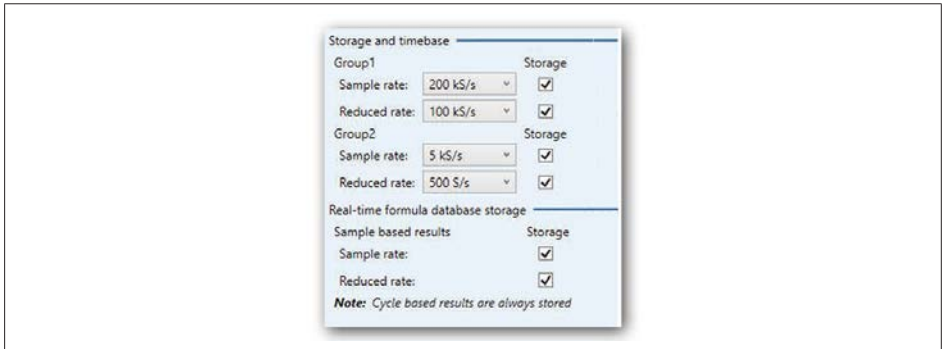 Storage and timebase
Group1 Storage
Sample rate: 200 kS/s
Reduced rate: 100 kS/s
Group2 Storage
Sample rate: 5 kS/s
Reduced rate: 500 S/s
Real-time formula database storage
Sample based results Storage
Sample rate:
Reduced rate:
Note: Cycle based results are always stored